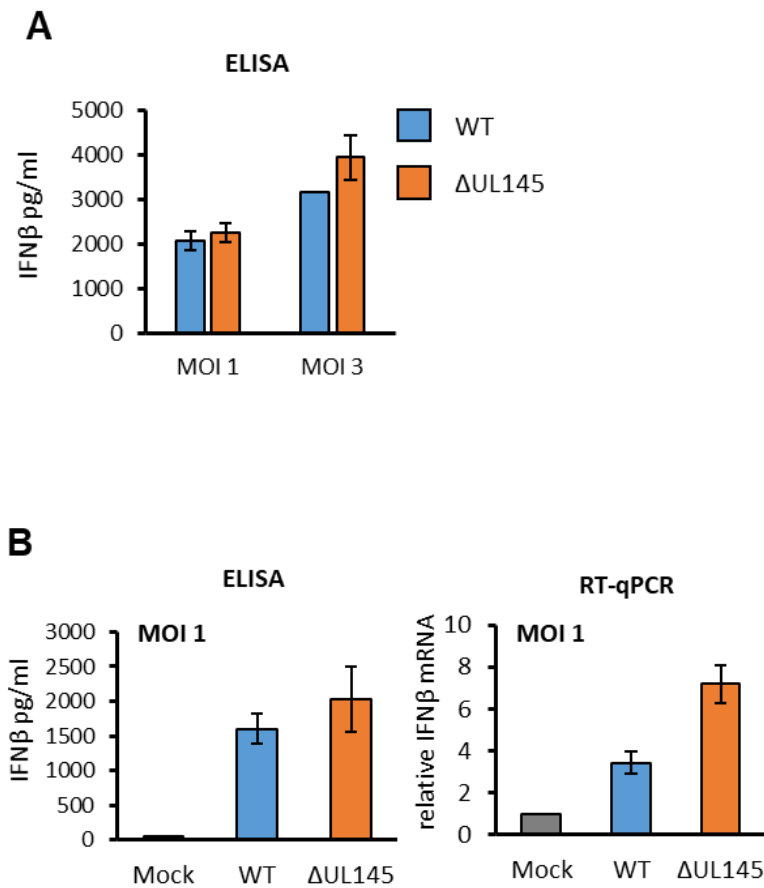 A
ELISA
5000
4000
3000
2000
1000
0
IFNβ pg/ml
MOI 1 MOI 3
WT
ΔUL145
B
ELISA
MOI 1
3000
2500
2000
1500
1000
500
0
IFNβ pg/ml
Mock WT ΔUL145
RT-qPCR
MOI 1
10
8
6
4
2
0
relative IFNβ mRNA
Mock WT ΔUL145